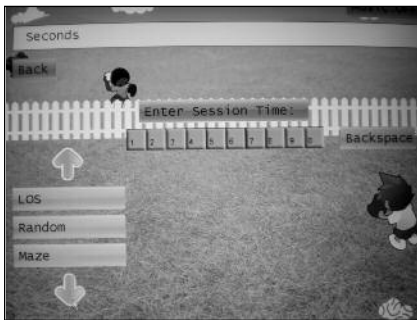 Seconds
Back
Enter Session Time:
1 2 3 4 5 6 7 8 9 0
Backspace
LOS
Random
Maze